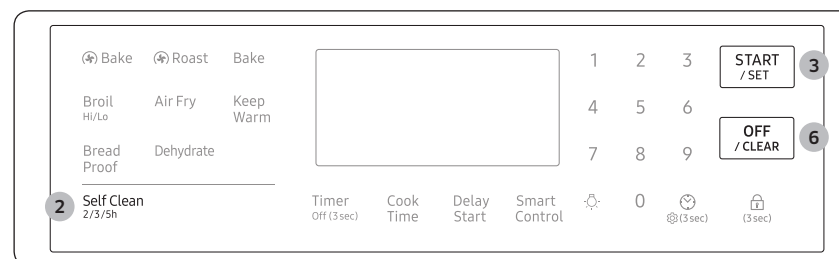 Bake Roast Bake
1 2 3
START
/ SET
3
Broil
Hi/Lo
Air Fry
Keep
Warm
4 5 6
Bread
Proof
Dehydrate
7 8 9
OFF
/ CLEAR
6
2
Self Clean
2/3/5h
Timer
Off (3 sec)
Cook
Time
Delay
Start
Smart
Control
0
(3 sec)
(3 sec)